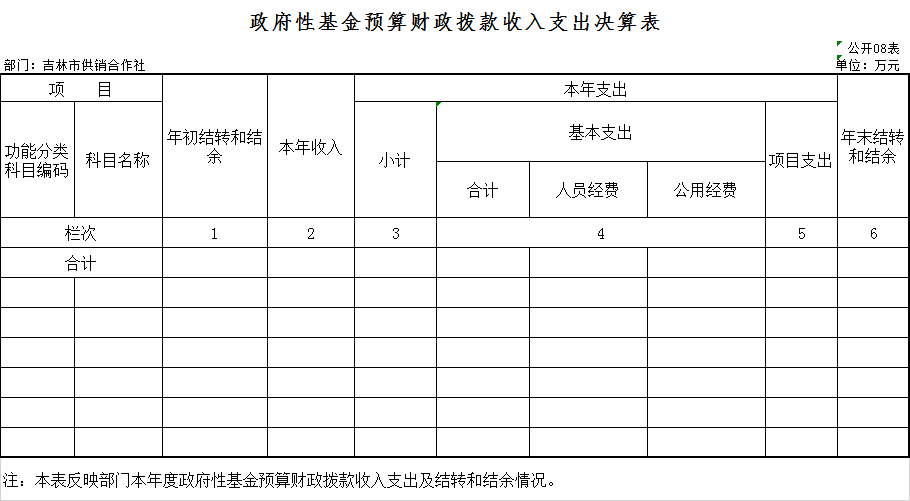 政府性基金预算财政拨款收入支出决算表
公开08表
部门：吉林市供销合作社
单位：万元
项 目
年初结转和结余
本年收入
本年支出
年末结转和结余
功能分类科目编码
科目名称
小计
基本支出
项目支出
合计
人员经费
公用经费
栏次
1
2
3
4
5
6
合计
注：本表反映部门本年度政府性基金预算财政拨款收入支出及结转和结余情况。